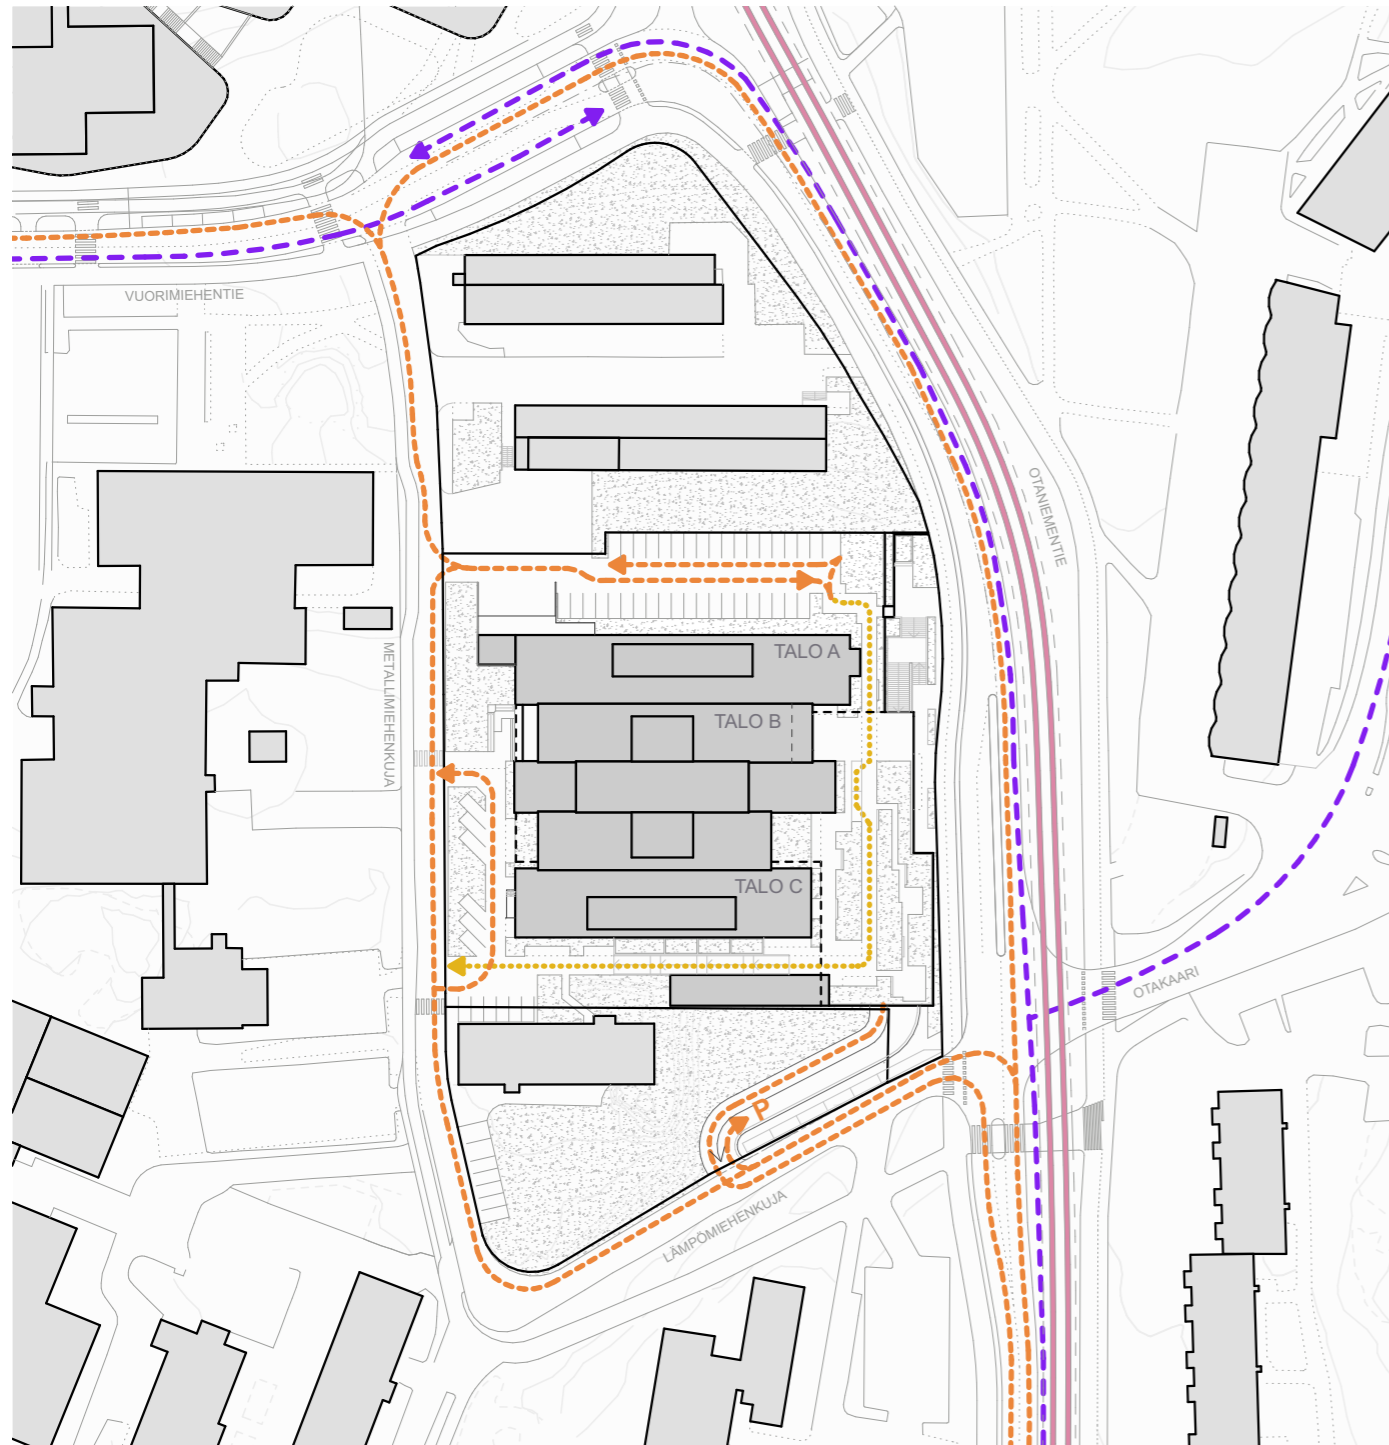 VUORIMIEHENTIE
OTANIEMENTIE
METALLIMIEHENKUJA
TALO A
TALO B
TALO C
OTAKAARI
P
LÄMPÖMIEHENKUJA